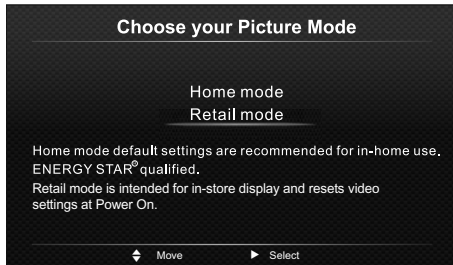 Choose your Picture Mode
Home mode
Retail mode
Home mode default settings are recommended for in-home use.
ENERGY STAR® qualified.
Retail mode is intended for in-store display and resets video
settings at Power On.
Move Select